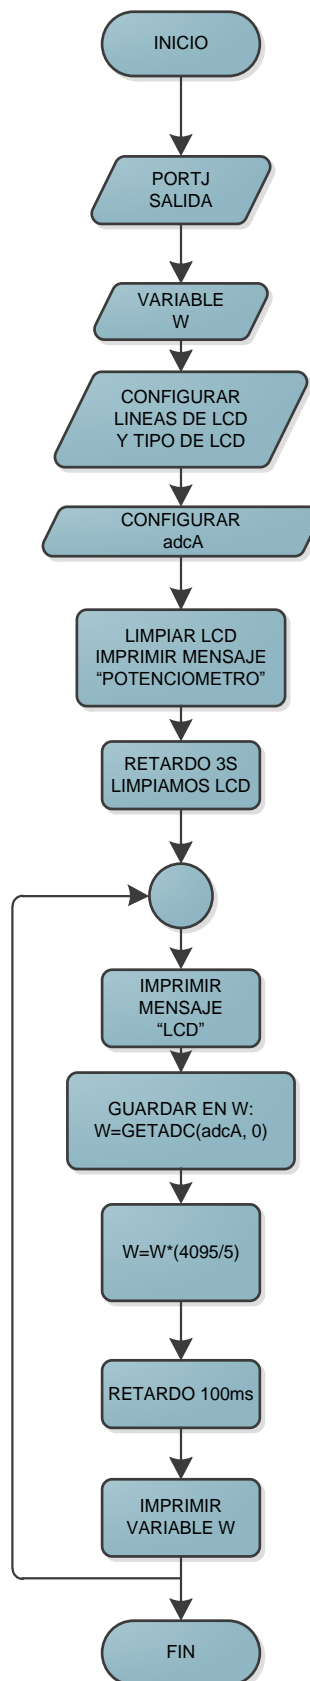 INICIO
PORTJ
SALIDA
VARIABLE
W
CONFIGURAR
LINEAS DE LCD
Y TIPO DE LCD
CONFIGURAR
adcA
LIMPIAR LCD
IMPRIMIR MENSAJE
“POTENCIOMETRO”
RETARDO 3S
LIMPIAMOS LCD
IMPRIMIR
MENSAJE
“LCD”
GUARDAR EN W:
W=GETADC(adcA, 0)
W=W*(4095/5)
RETARDO 100ms
IMPRIMIR
VARIABLE W
FIN